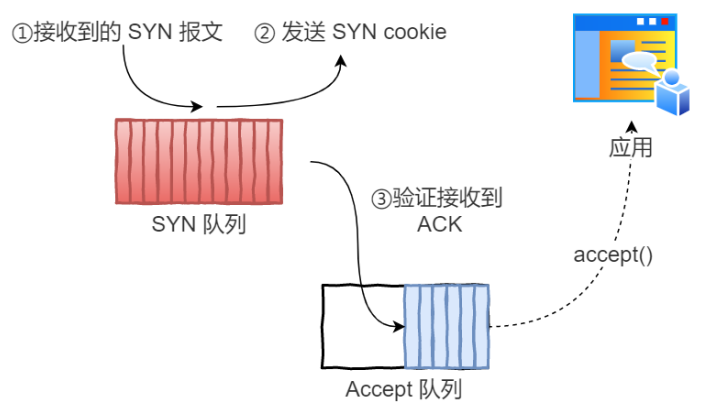 ①接收到的 SYN 报文
② 发送 SYN cookie
应用
SYN 队列
③验证接收到
ACK
accept()
Accept 队列